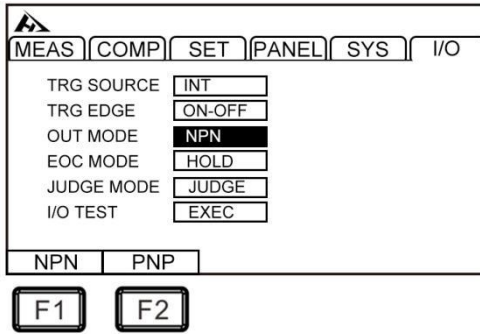 MEAS COMP SET PANEL SYS I/O
TRG SOURCE INT
TRG EDGE ON-OFF
OUT MODE NPN
EOC MODE HOLD
JUDGE MODE JUDGE
I/O TEST EXEC
NPN PNP
F1 F2